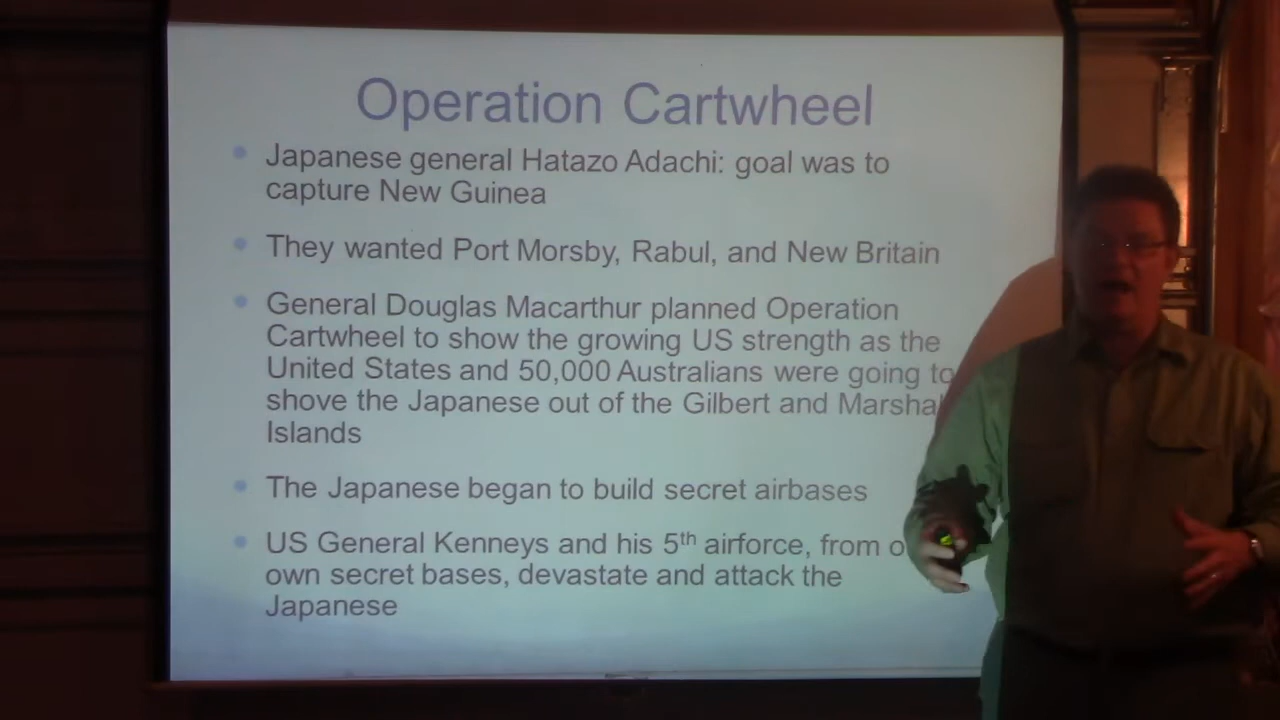 Operation Cartwheel
Japanese general Hatazo Adachi: goal was to
capture New Guinea
They wanted Port Morsby, Rabul, and New Britain
General Douglas Macarthur planned Operation
Cartwheel to show the growing US strength as the
United States and 50,000 Australians were going to
shove the Japanese out of the Gilbert and Marshal
Islands
The Japanese began to build secret airbases
US General Kenneys and his 5th airforce, from
own secret bases, devastate and attack the
Japanese